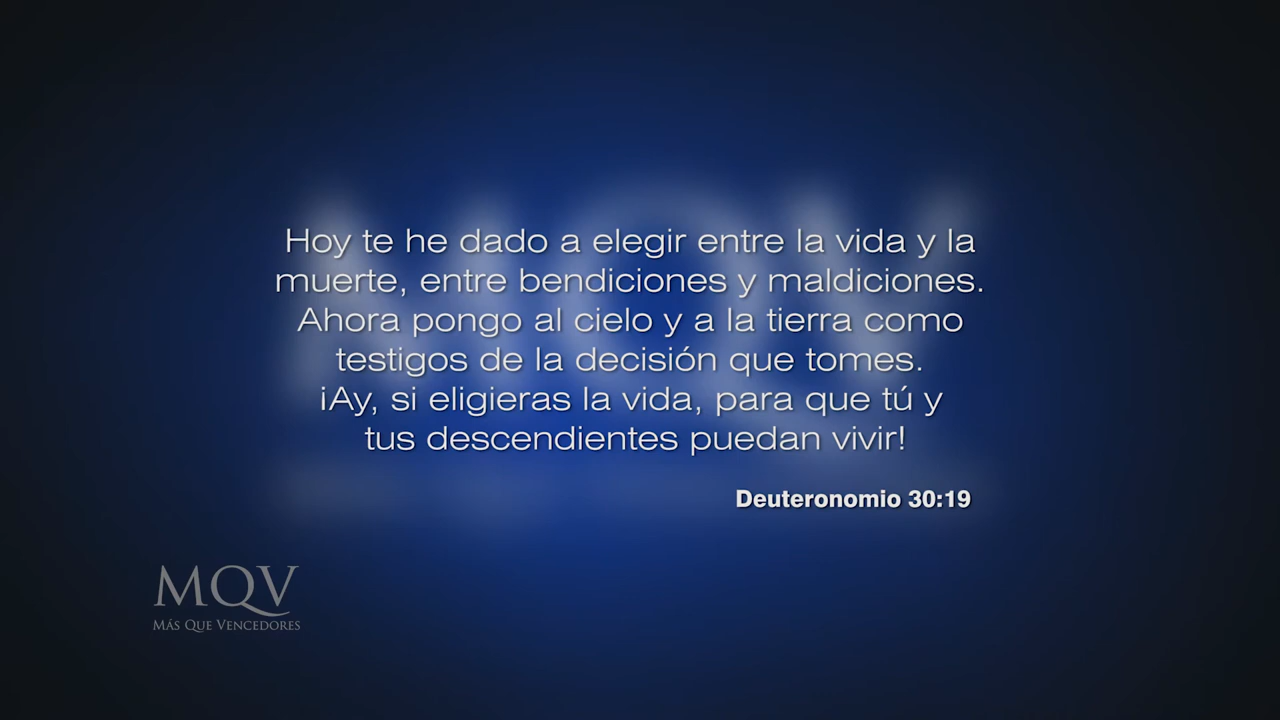 Hoy te he dado a elegir entre la vida y la
muerte, entre bendiciones y maldiciones.
Ahora pongo al cielo y a la tierra como
testigos de la decisión que tomes.
¡Ay, si eligieras la vida, para que tú y
tus descendientes puedan vivir!
Deuteronomio 30:19
MQV
Más Que Vencedores